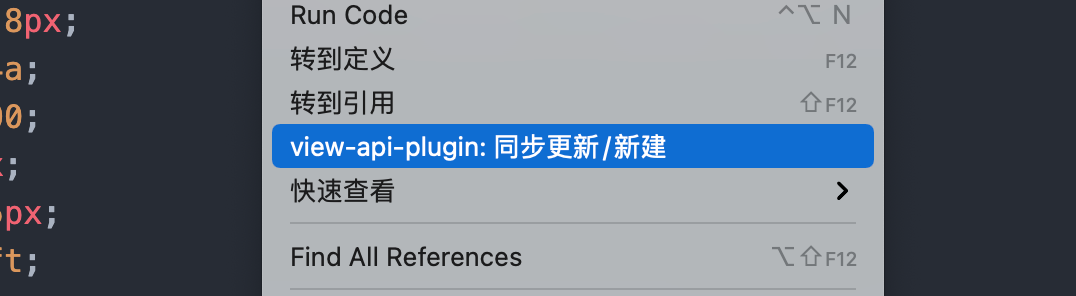 8px;
Run Code ⌃⌥ N
转到定义 F12
a;
00;
转到引用 ⇧F12
view-api-plugin: 同步更新/新建
;
快速查看
px;
Find All References ⌥⇧F12
t;